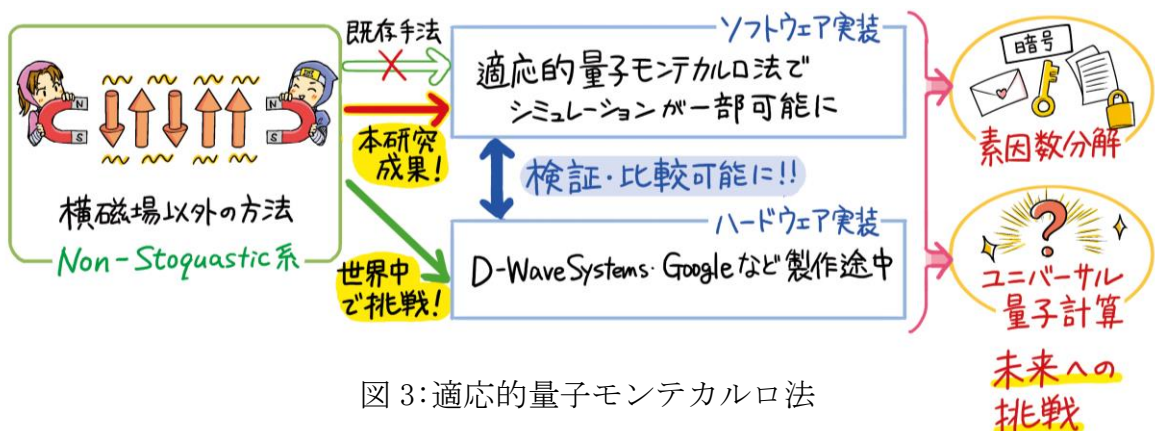 横磁場以外の方法
Non-Stoquastic系
N
S
N
S
既存手法
本研究
成果!
世界中
で挑戦!
ソフトウェア実装
適応的量子モンテカルロ法で
シミュレーションが一部可能に
検証・比較可能に!!
ハードウェア実装
D-WaveSystems・Googleなど製作途中
暗号
素因数分解
?
ユニバーサル
量子計算
未来への
挑戦
図 3:適応的量子モンテカルロ法